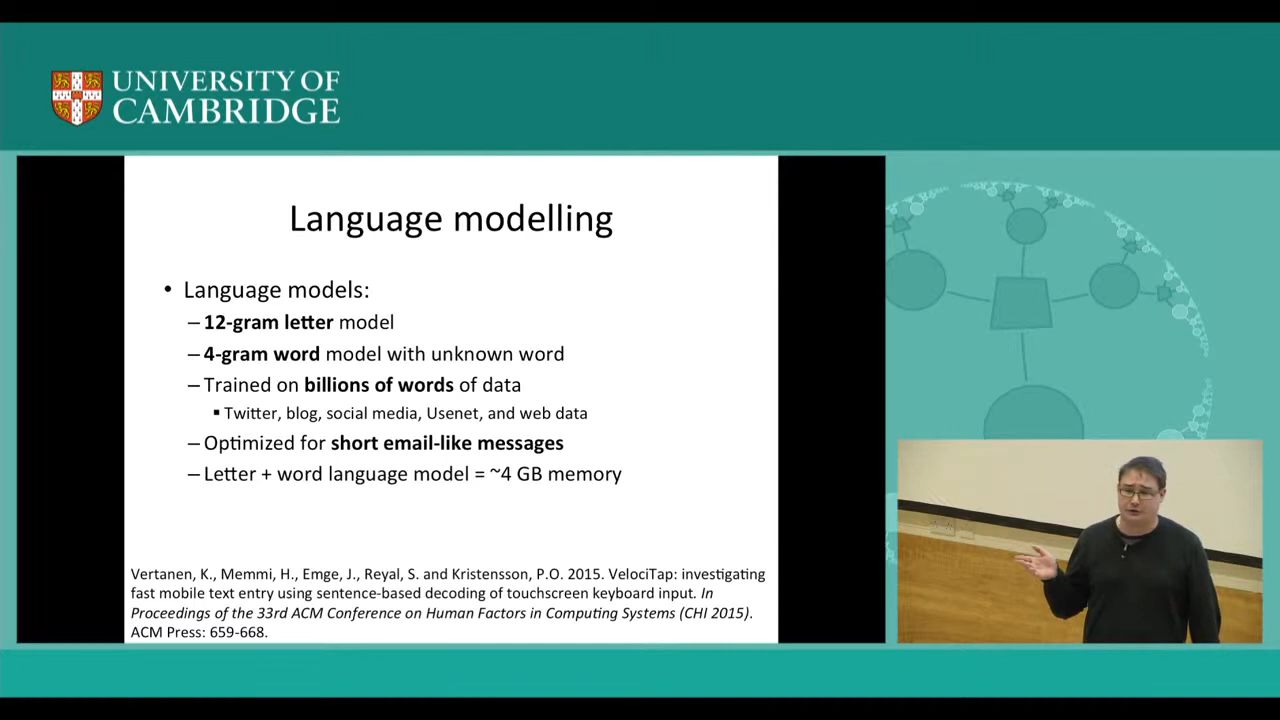 UNIVERSITY OF
CAMBRIDGE
Language modelling
• Language models:
– 12-gram letter model
– 4-gram word model with unknown word
– Trained on billions of words of data
▪ Twitter, blog, social media, Usenet, and web data
– Optimized for short email-like messages
– Letter + word language model = ~4 GB memory
Vertanen, K., Memmi, H., Emge, J., Reyal, S. and Kristensson, P.O. 2015. VelociTap: investigating
fast mobile text entry using sentence-based decoding of touchscreen keyboard input. In
Proceedings of the 33rd ACM Conference on Human Factors in Computing Systems (CHI 2015).
ACM Press: 659-668.